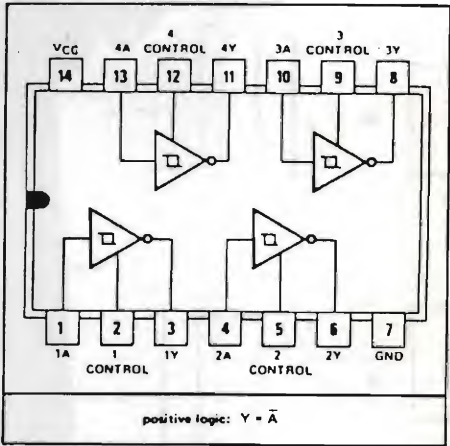 4 3
VCC 4A CONTROL 4Y 3A CONTROL 3Y
14 13 12 11 10 9 8
1 2 3 4 5 6 7
1A 1 1Y 2A 2 2Y GND
CONTROL CONTROL
positive logic: Y = A̅